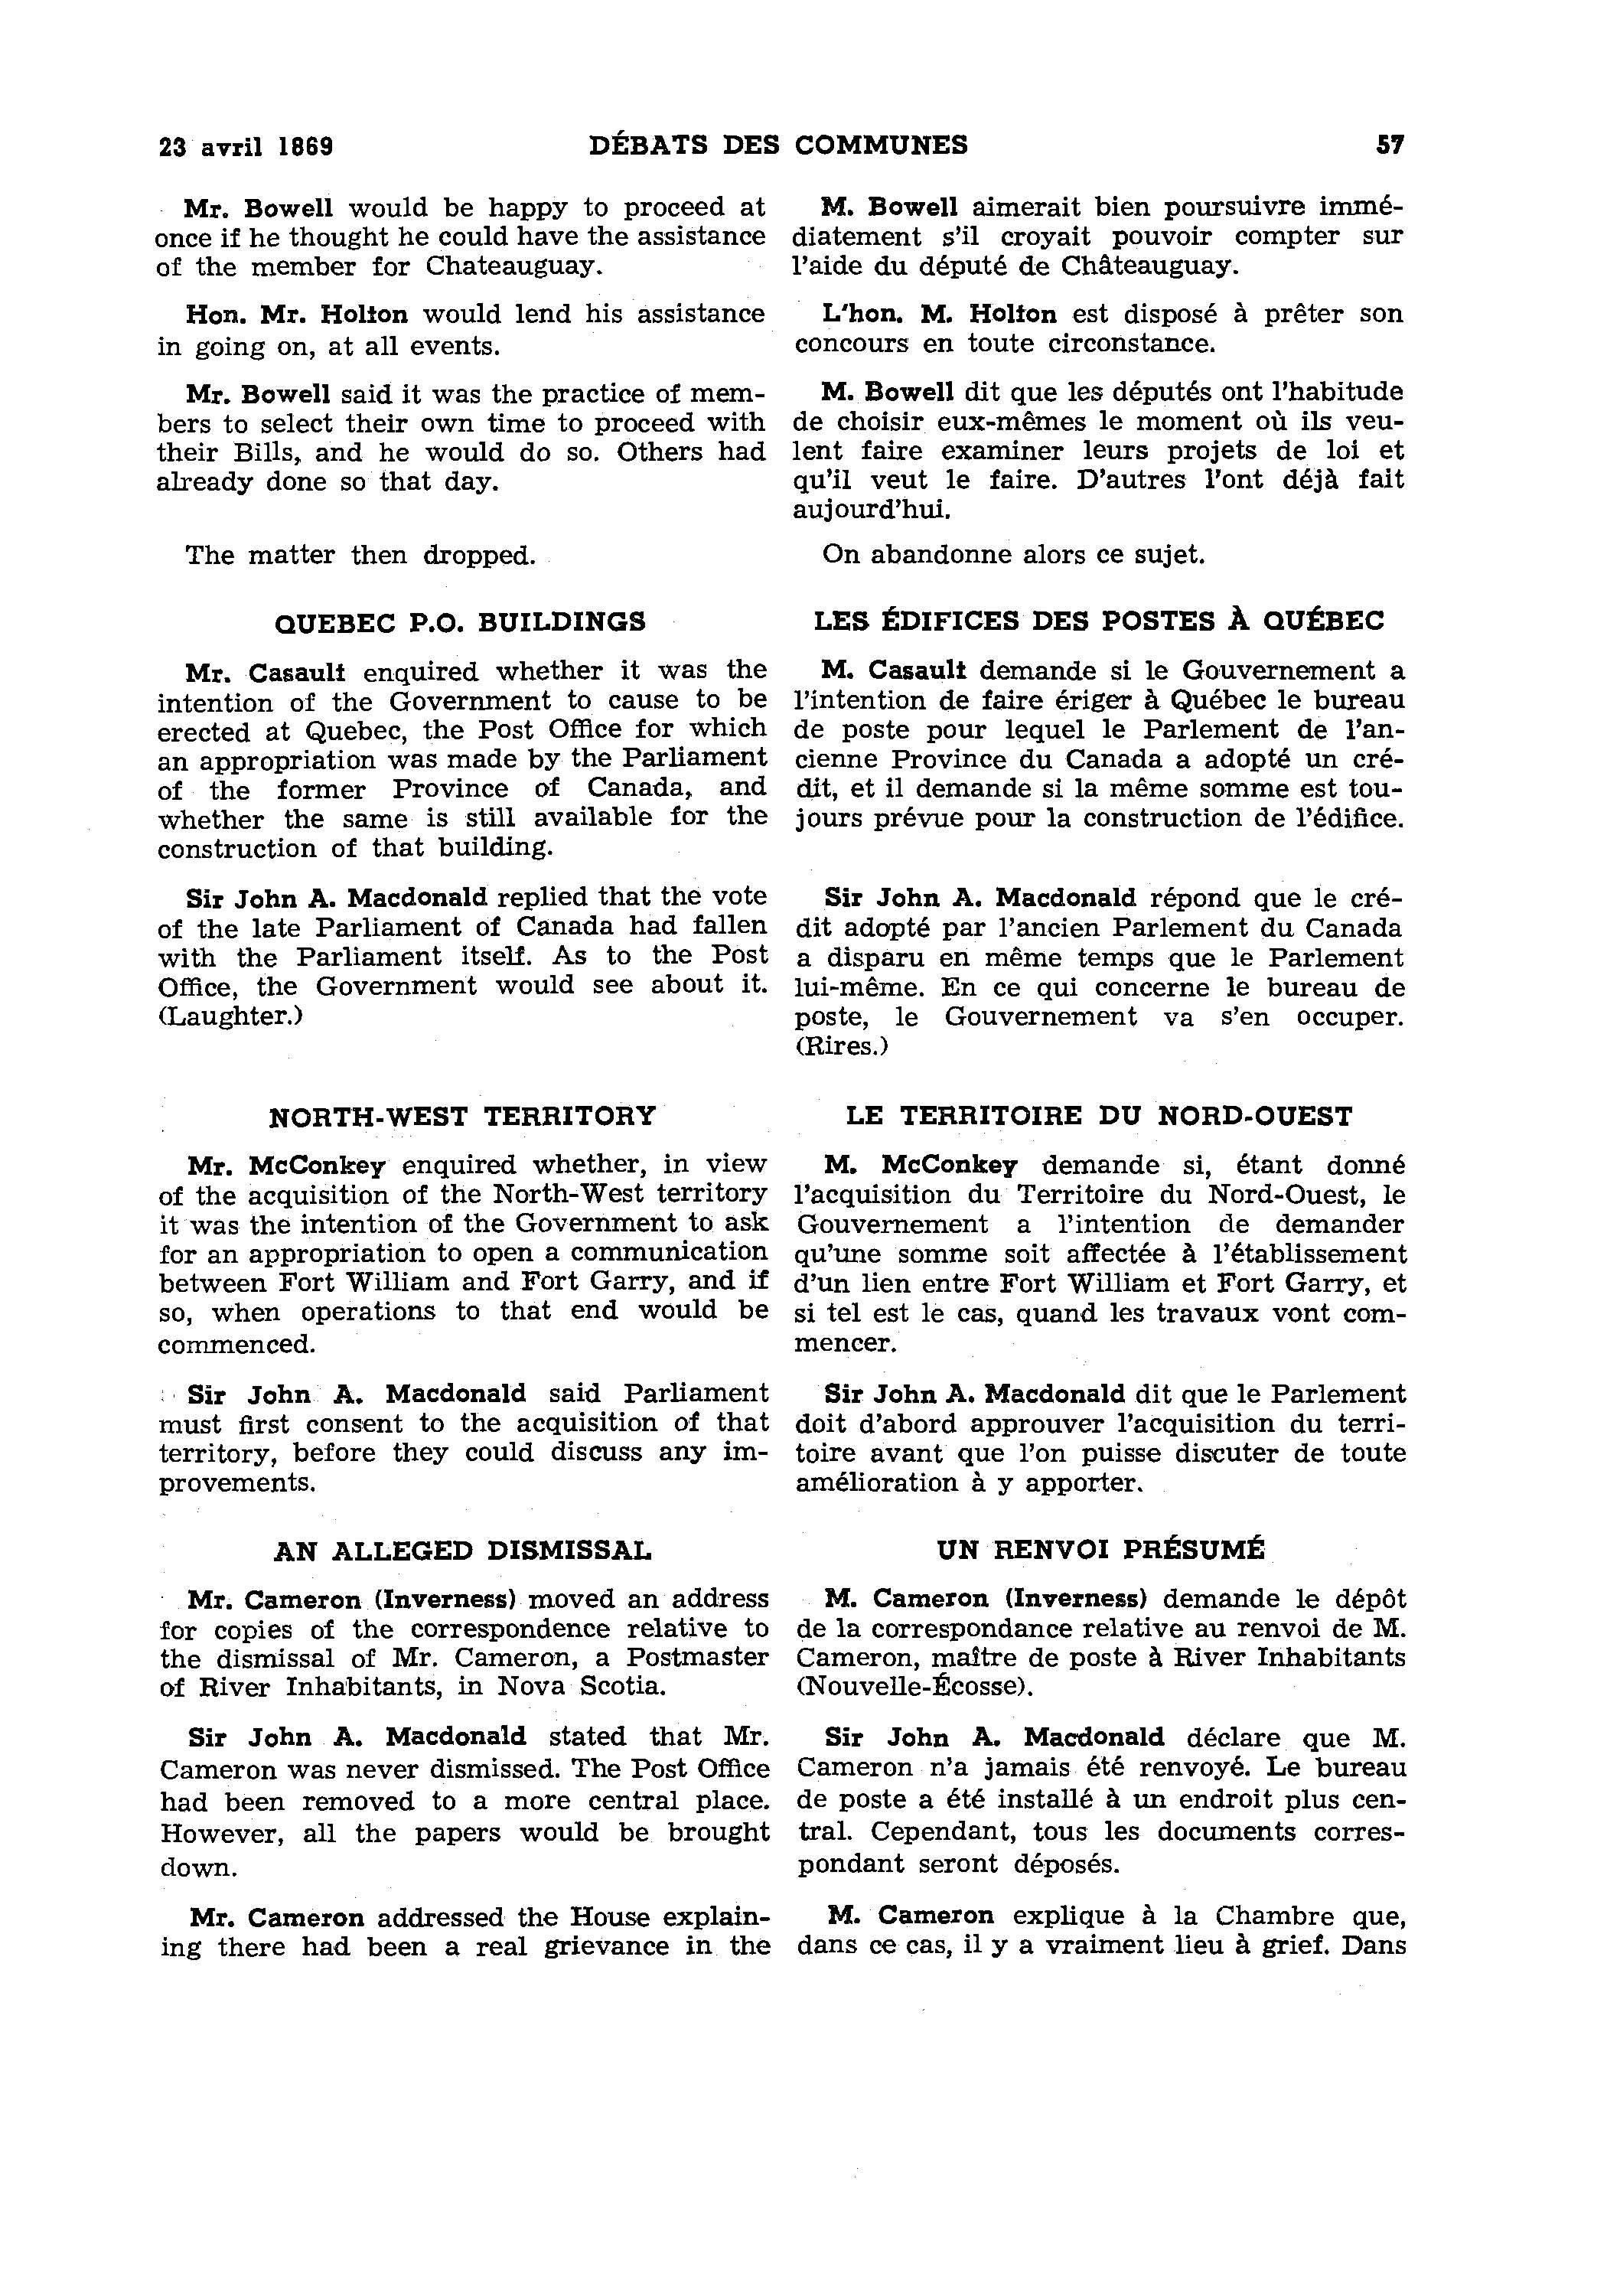 23 avril 1869 DÉBATS DES COMMUNES 57
Mr. Bowell would be happy to proceed at
once if he thought he could have the assistance
of the member for Chateauguay.
Hon. Mr. Holton would lend his assistance
in going on, at all events.
Mr. Bowell said it was the practice of mem-
bers to select their own time to proceed with
their Bills, and he would do so. Others had
already done so that day.
The matter then dropped.
QUEBEC P.O. BUILDINGS
Mr. Casault enquired whether it was the
intention of the Government to cause to be
erected at Quebec, the Post Office for which
an appropriation was made by the Parliament
of the former Province of Canada, and
whether the same is still available for the
construction of that building.
Sir John A. Macdonald replied that the vote
of the late Parliament of Canada had fallen
with the Parliament itself. As to the Post
Office, the Government would see about it.
(Laughter.)
NORTH-WEST TERRITORY
Mr. McConkey enquired whether, in view
of the acquisition of the North-West territory
it was the intention of the Government to ask
for an appropriation to open a communication
between Fort William and Fort Garry, and if
so, when operations to that end would be
commenced.
Sir John A. Macdonald said Parliament
must first consent to the acquisition of that
territory, before they could discuss any im-
provements.
AN ALLEGED DISMISSAL
Mr. Cameron (Inverness) moved an address
for copies of the correspondence relative to
the dismissal of Mr. Cameron, a Postmaster
of River Inhabitants, in Nova Scotia.
Sir John A. Macdonald stated that Mr.
Cameron was never dismissed. The Post Office
had been removed to a more central place.
However, all the papers would be brought
down.
Mr. Cameron addressed the House explain-
ing there had been a real grievance in the
M. Bowell aimerait bien poursuivre immé-
diatement s'il croyait pouvoir compter sur
l'aide du député de Châteauguay.
L'hon. M. Holton est disposé à prêter son
concours en toute circonstance.
M. Bowell dit que les députés ont l'habitude
de choisir eux-mêmes le moment où ils veu-
lent faire examiner leurs projets de loi et
qu'il veut le faire. D'autres l'ont déjà fait
aujourd'hui.
On abandonne alors ce sujet.
LES ÉDIFICES DES POSTES À QUÉBEC
M. Casault demande si le Gouvernement a
l'intention de faire ériger à Québec le bureau
de poste pour lequel le Parlement de l'an-
cienne Province du Canada a adopté un cré-
dit, et il demande si la même somme est tou-
jours prévue pour la construction de l'édifice.
Sir John A. Macdonald répond que le cré-
dit adopté par l'ancien Parlement du Canada
a disparu en même temps que le Parlement
lui-même. En ce qui concerne le bureau de
poste, le Gouvernement va s'en occuper.
(Rires.)
LE TERRITOIRE DU NORD-OUEST
M. McConkey demande si, étant donné
l'acquisition du Territoire du Nord-Ouest, le
Gouvernement a l'intention de demander
qu'une somme soit affectée à l'établissement
d'un lien entre Fort William et Fort Garry, et
si tel est le cas, quand les travaux vont com-
mencer.
Sir John A. Macdonald dit que le Parlement
doit d'abord approuver l'acquisition du terri-
toire avant que l'on puisse discuter de toute
amélioration à y apporter.
UN RENVOI PRÉSUMÉ
M. Cameron (Inverness) demande le dépôt
de la correspondance relative au renvoi de M.
Cameron, maître de poste à River Inhabitants
(Nouvelle-Écosse).
Sir John A. Macdonald déclare que M.
Cameron n'a jamais été renvoyé. Le bureau
de poste a été installé à un endroit plus cen-
tral. Cependant, tous les documents corres-
pondant seront déposés.
M. Cameron explique à la Chambre que,
dans ce cas, il y a vraiment lieu à grief. Dans